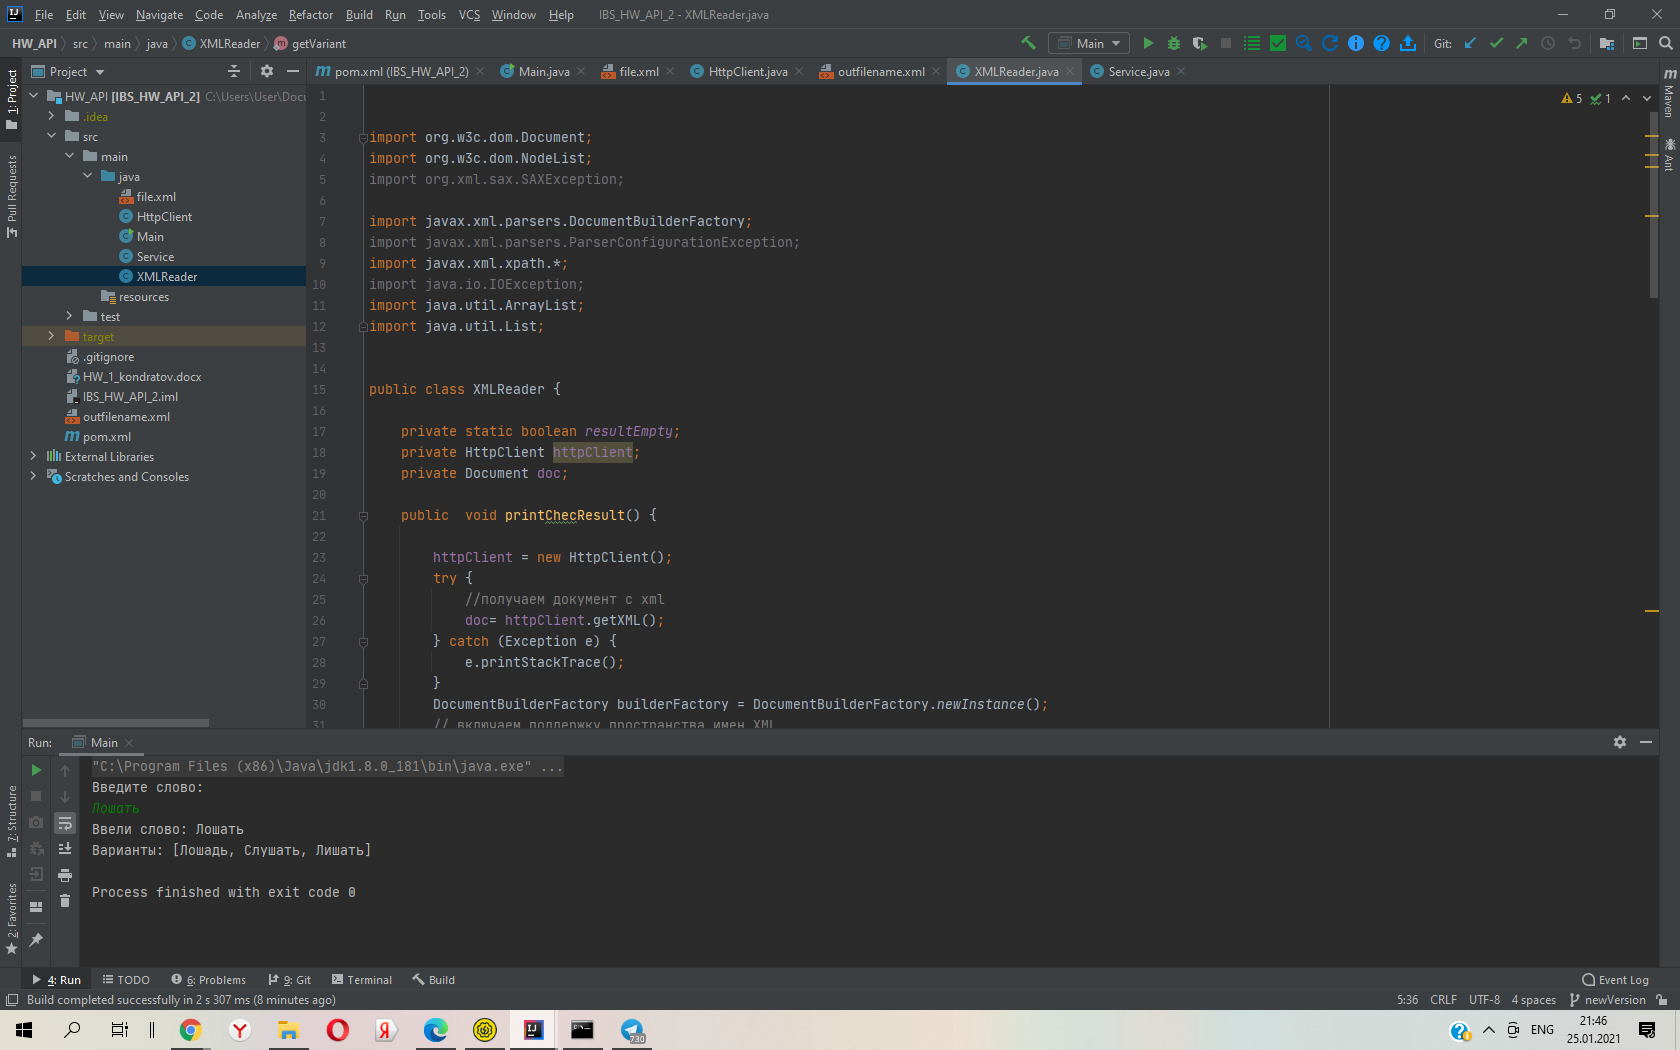 File Edit View Navigate Code Analyze Refactor Build Run Tools VCS Window Help IBS_HW_API_2 - XMLReader.java
HW_API src main java XMLReader getVariant Main Git:
Project pom.xml (IBS_HW_API_2) Main.java file.xml HttpClient.java outfilename.xml XMLReader.java Service.java
1: Project
Pull Requests
7: Structure
2: Favorites
HW_API [IBS_HW_API_2] C:\Users\User\Docu
.idea
src
main
java
file.xml
HttpClient
Main
Service
XMLReader
resources
test
target
.gitignore
HW_1_kondratov.docx
IBS_HW_API_2.iml
outfilename.xml
pom.xml
External Libraries
Scratches and Consoles
5 1
Maven
Ant
1
2
3 import org.w3c.dom.Document;
4 import org.w3c.dom.NodeList;
5 import org.xml.sax.SAXException;
6
7 import javax.xml.parsers.DocumentBuilderFactory;
8 import javax.xml.parsers.ParserConfigurationException;
9 import javax.xml.xpath.*;
10 import java.io.IOException;
11 import java.util.ArrayList;
12 import java.util.List;
13
14
15 public class XMLReader {
16
17 private static boolean resultEmpty;
18 private HttpClient httpClient;
19 private Document doc;
20
21 public void printChecResult() {
22
23 httpClient = new HttpClient();
24 try {
25 //получаем документ с xml
26 doc= httpClient.getXML();
27 } catch (Exception e) {
28 e.printStackTrace();
29 }
30 DocumentBuilderFactory builderFactory = DocumentBuilderFactory.newInstance();
31 // включаем поддержку пространства имен XML
Run: Main
"C:\Program Files (x86)\Java\jdk1.8.0_181\bin\java.exe" ...
Введите слово:
Лошать
Ввели слово: Лошать
Варианты: [Лошадь, Слушать, Лишать]
Process finished with exit code 0
4: Run TODO 6: Problems 9: Git Terminal Build Event Log
Build completed successfully in 2 s 307 ms (8 minutes ago) 5:36 CRLF UTF-8 4 spaces newVersion
730 ENG 21:46
25.01.2021